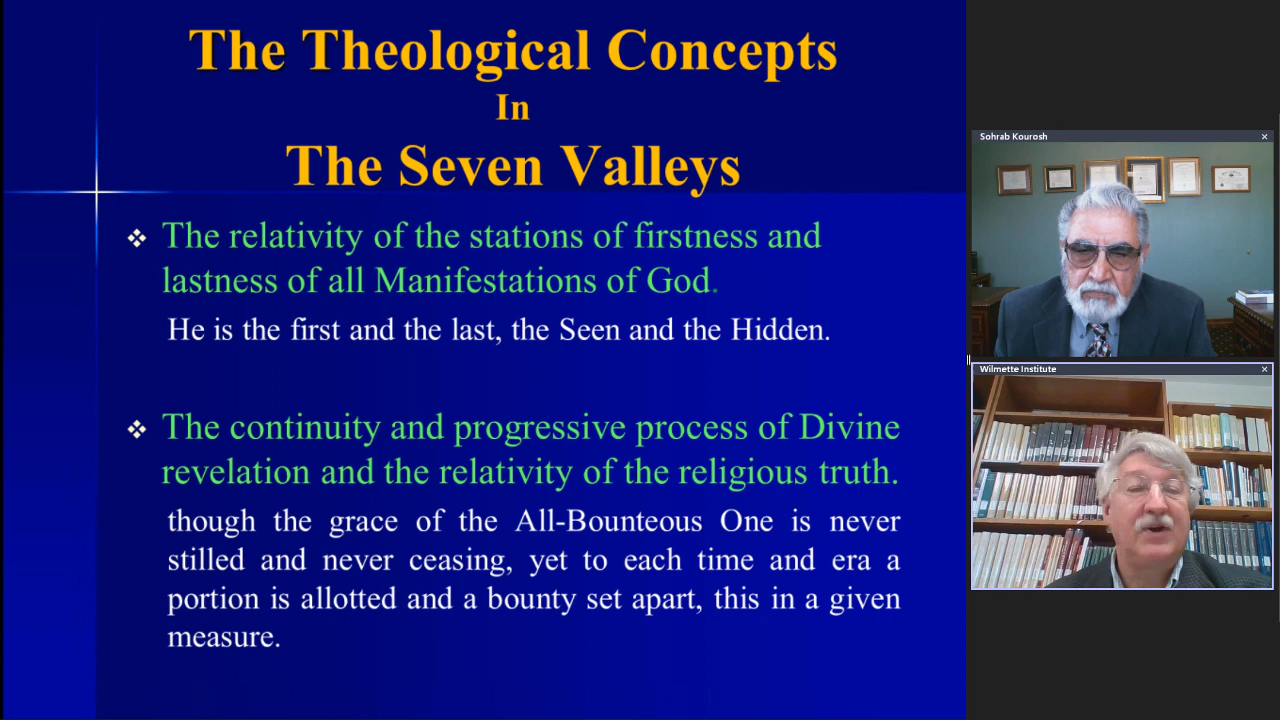 The Theological Concepts
In
The Seven Valleys
❖ The relativity of the stations of firstness and
lastness of all Manifestations of God.
He is the first and the last, the Seen and the Hidden.
❖ The continuity and progressive process of Divine
revelation and the relativity of the religious truth.
though the grace of the All-Bounteous One is never
stilled and never ceasing, yet to each time and era a
portion is allotted and a bounty set apart, this in a given
measure.
Sohrab Kourosh
Wilmette Institute